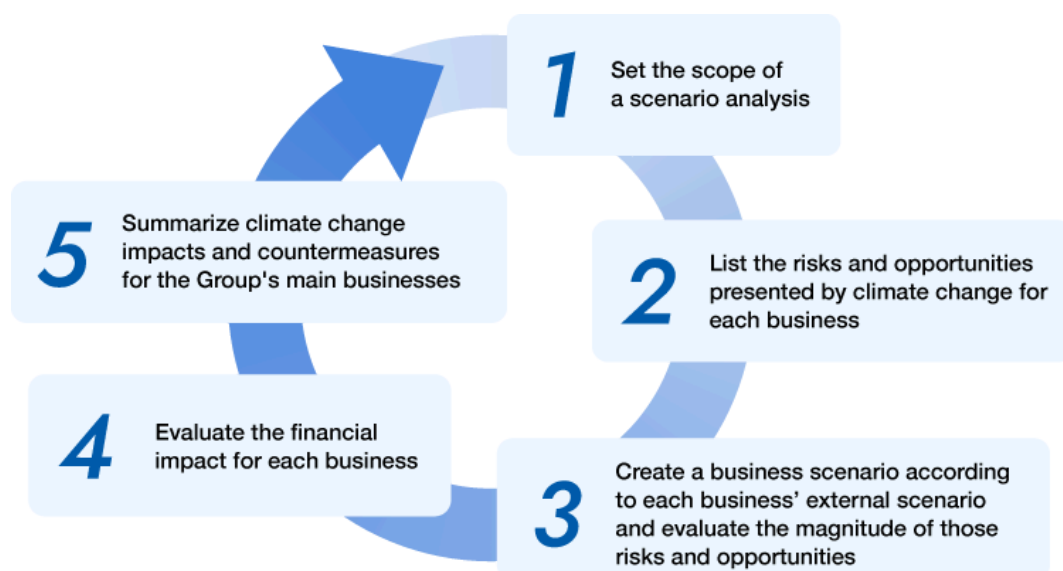 1
Set the scope of
a scenario analysis
2
List the risks and opportunities
presented by climate change for
each business
3
Create a business scenario according
to each business’ external scenario
and evaluate the magnitude of those
risks and opportunities
4
Evaluate the financial
impact for each business
5
Summarize climate change
impacts and countermeasures
for the Group's main businesses